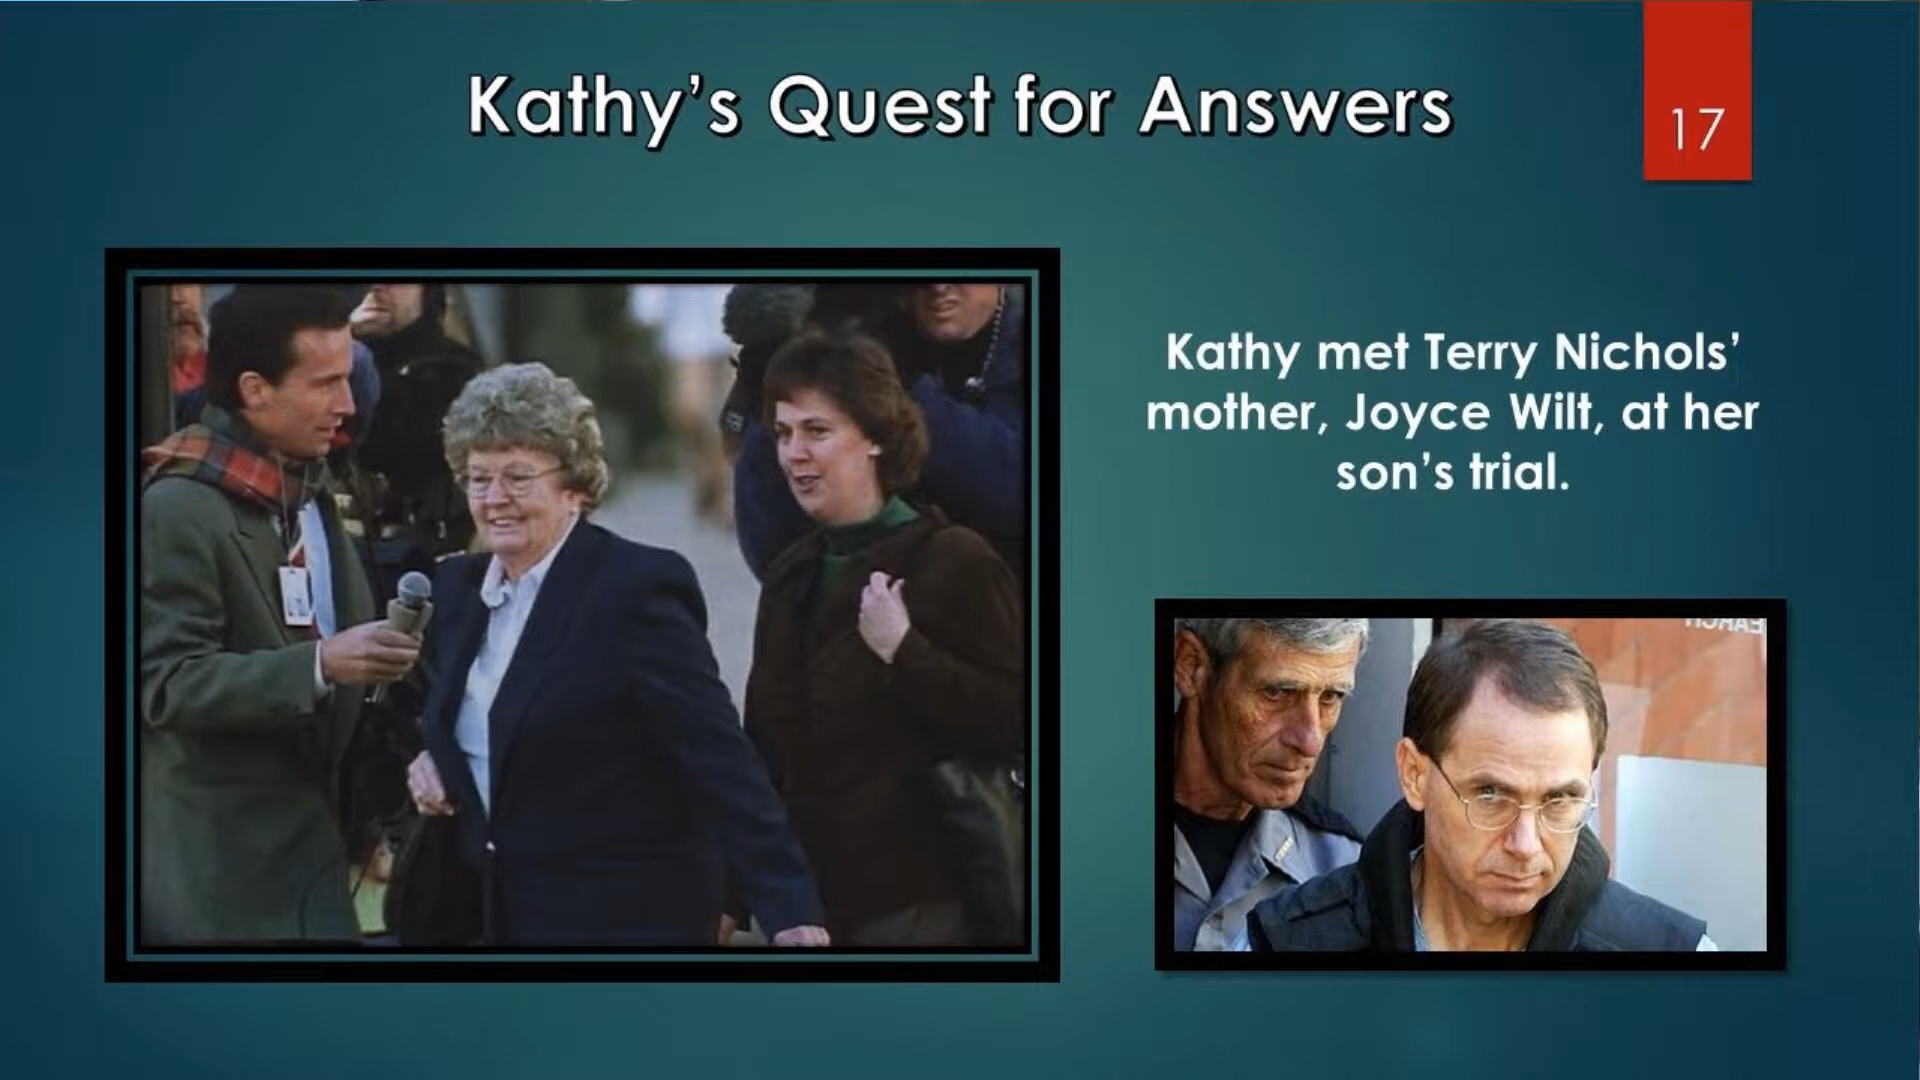 Kathy’s Quest for Answers
17
Kathy met Terry Nichols’
mother, Joyce Wilt, at her
son’s trial.